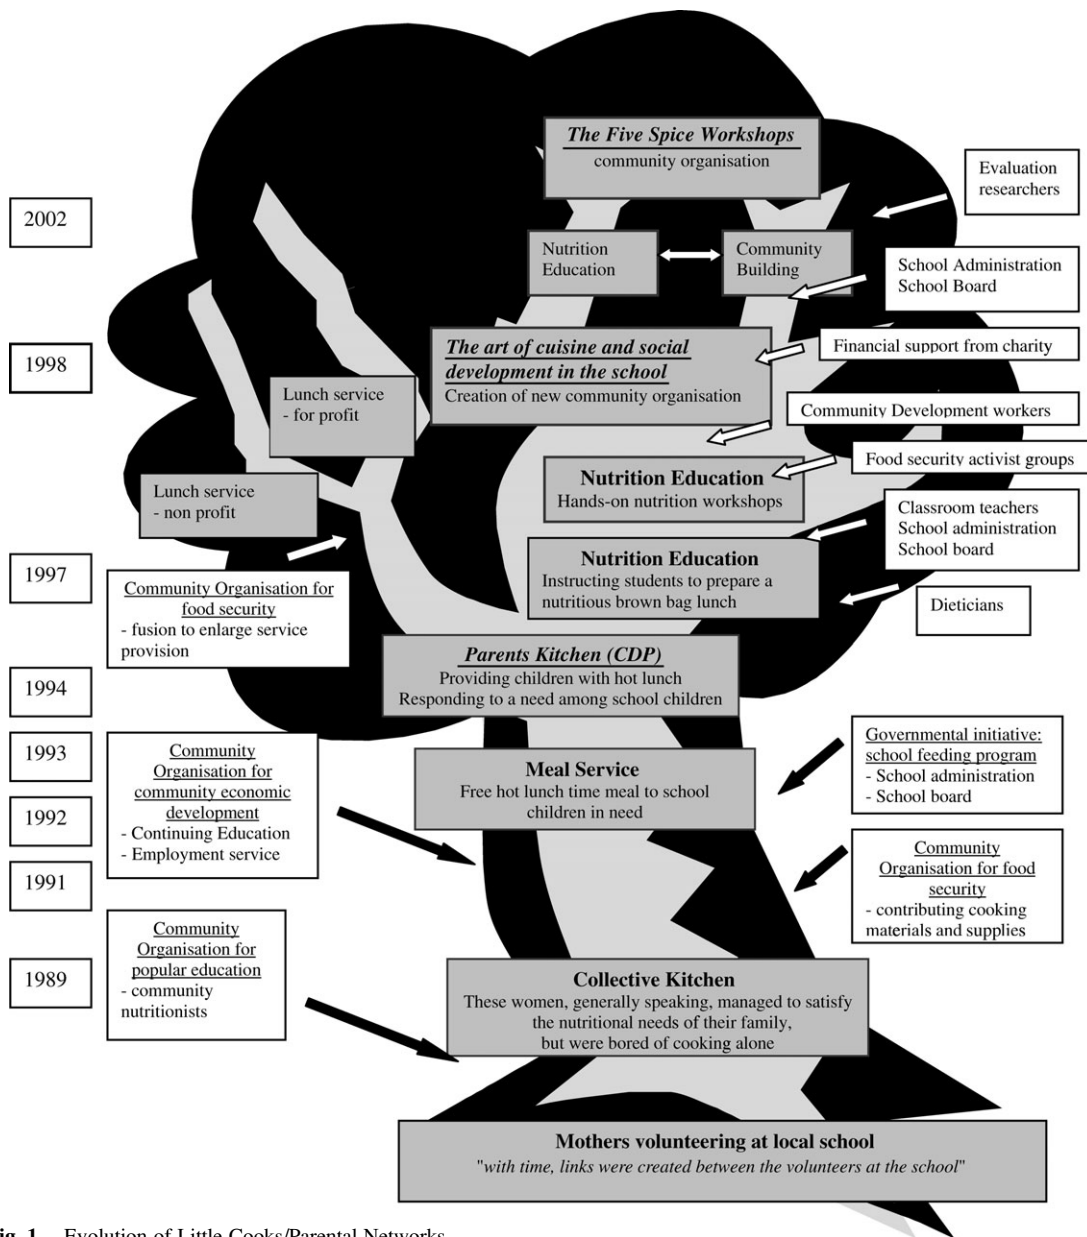 The Five Spice Workshops
community organisation
Evaluation
researchers
2002
Nutrition
Education
Community
Building
School Administration
School Board
1998
The art of cuisine and social
development in the school
Creation of new community organisation
Financial support from charity
Lunch service
- for profit
Community Development workers
Food security activist groups
Nutrition Education
Hands-on nutrition workshops
Lunch service
- non profit
Classroom teachers
School administration
School board
1997
Nutrition Education
Instructing students to prepare a
nutritious brown bag lunch
Community Organisation for
food security
- fusion to enlarge service
provision
Dieticians
Parents Kitchen (CDP)
Providing children with hot lunch
Responding to a need among school children
1994
1993
Community
Organisation for
community economic
development
- Continuing Education
- Employment service
Governmental initiative:
school feeding program
- School administration
- School board
Meal Service
Free hot lunch time meal to school
children in need
1992
Community
Organisation for food
security
- contributing cooking
materials and supplies
1991
Community
Organisation for
popular education
- community
nutritionists
1989
Collective Kitchen
These women, generally speaking, managed to satisfy
the nutritional needs of their family,
but were bored of cooking alone
Mothers volunteering at local school
"with time, links were created between the volunteers at the school"
Fig. 1 Evolution of Little Cooks/Parental Networks